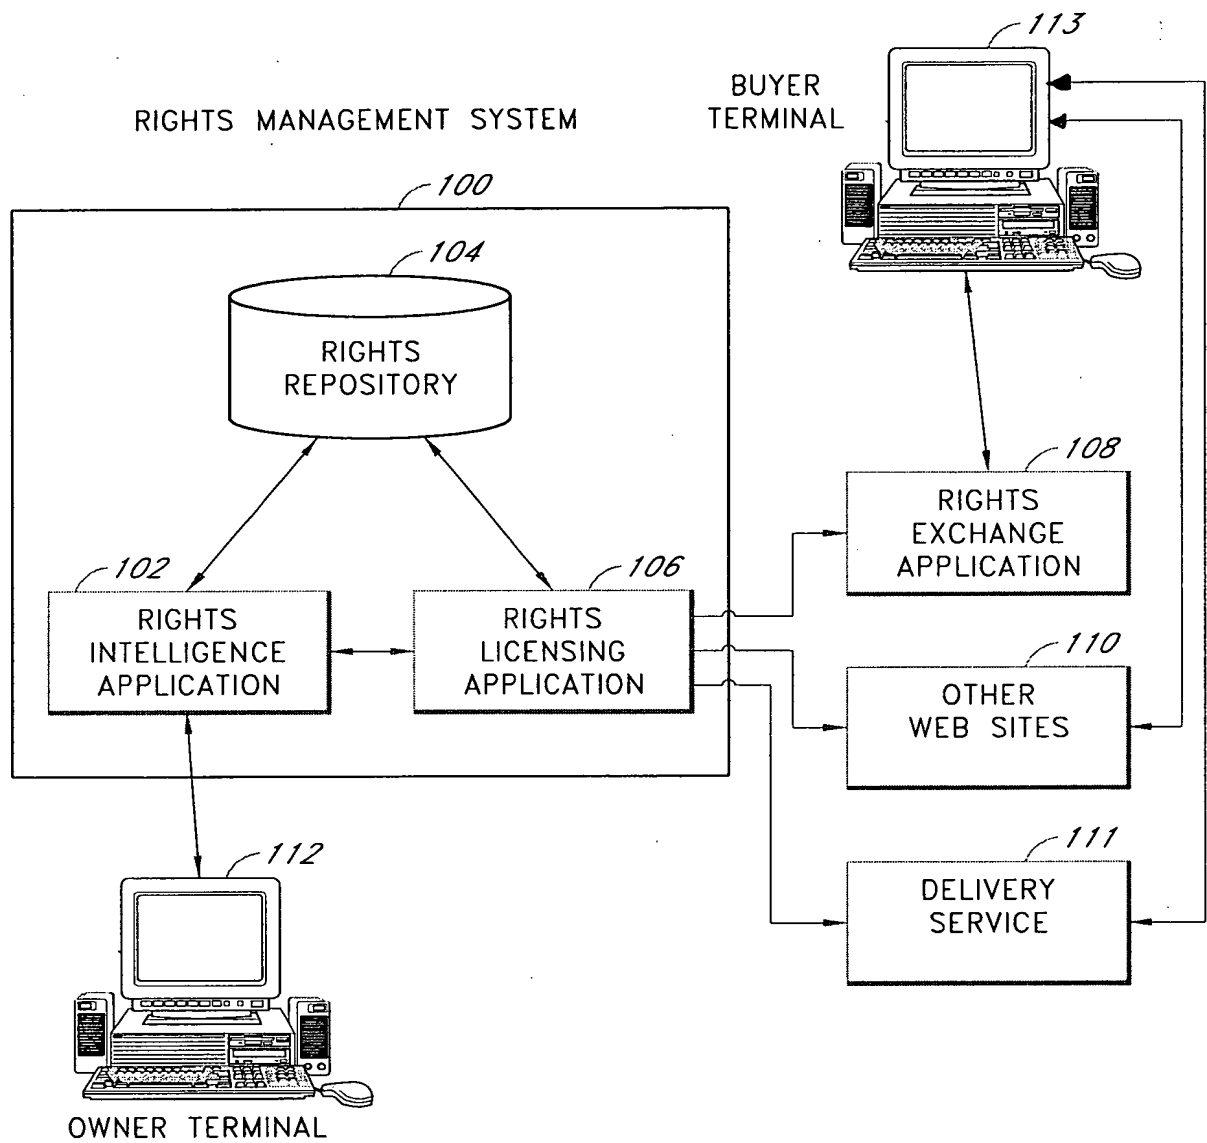 113
BUYER
TERMINAL
RIGHTS MANAGEMENT SYSTEM
100
104
RIGHTS
REPOSITORY
108
RIGHTS
EXCHANGE
APPLICATION
102
RIGHTS
INTELLIGENCE
APPLICATION
106
RIGHTS
LICENSING
APPLICATION
110
OTHER
WEB SITES
111
DELIVERY
SERVICE
112
OWNER TERMINAL